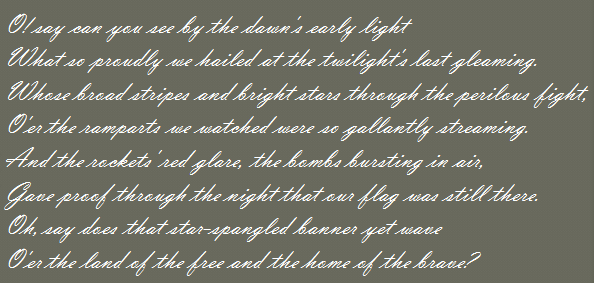 O! say can you see by the dawn's early light
What so proudly we hailed at the twilight's last gleaming.
Whose broad stripes and bright stars through the perilous fight,
O'er the ramparts we watched were so gallantly streaming.
And the rockets' red glare, the bombs bursting in air,
Gave proof through the night that our flag was still there.
Oh, say does that star-spangled banner yet wave
O'er the land of the free and the home of the brave?